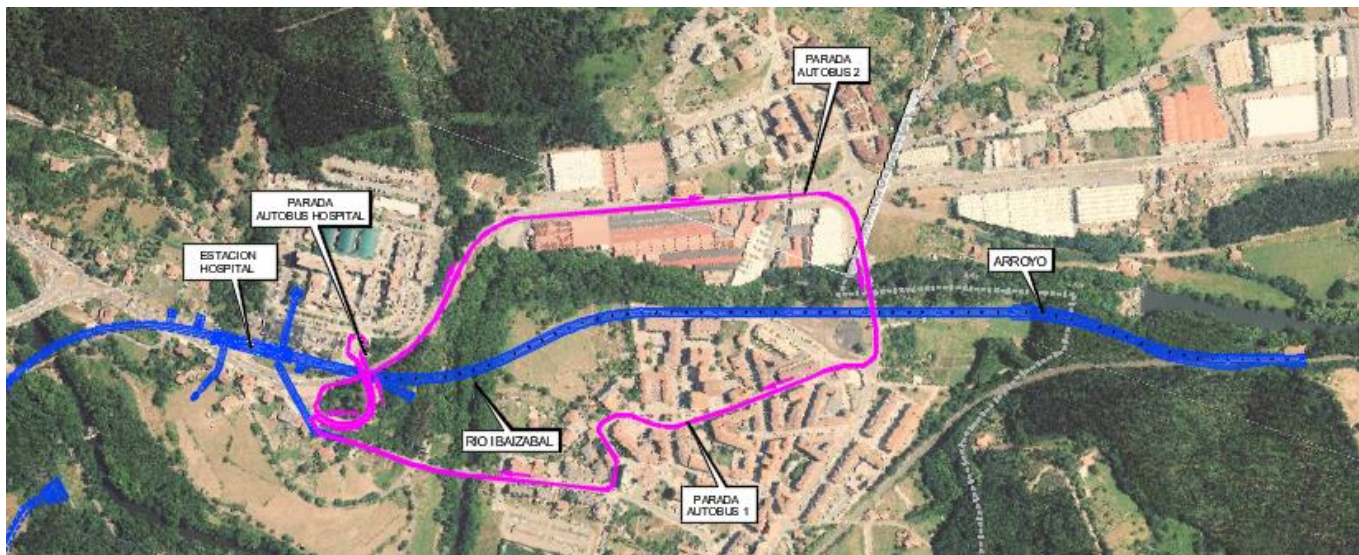 PARADA
AUTOBUS 2
PARADA
AUTOBUS HOSPITAL
ESTACION
HOSPITAL
ARROYO
RIO IBAIZABAL
PARADA
AUTOBUS 1